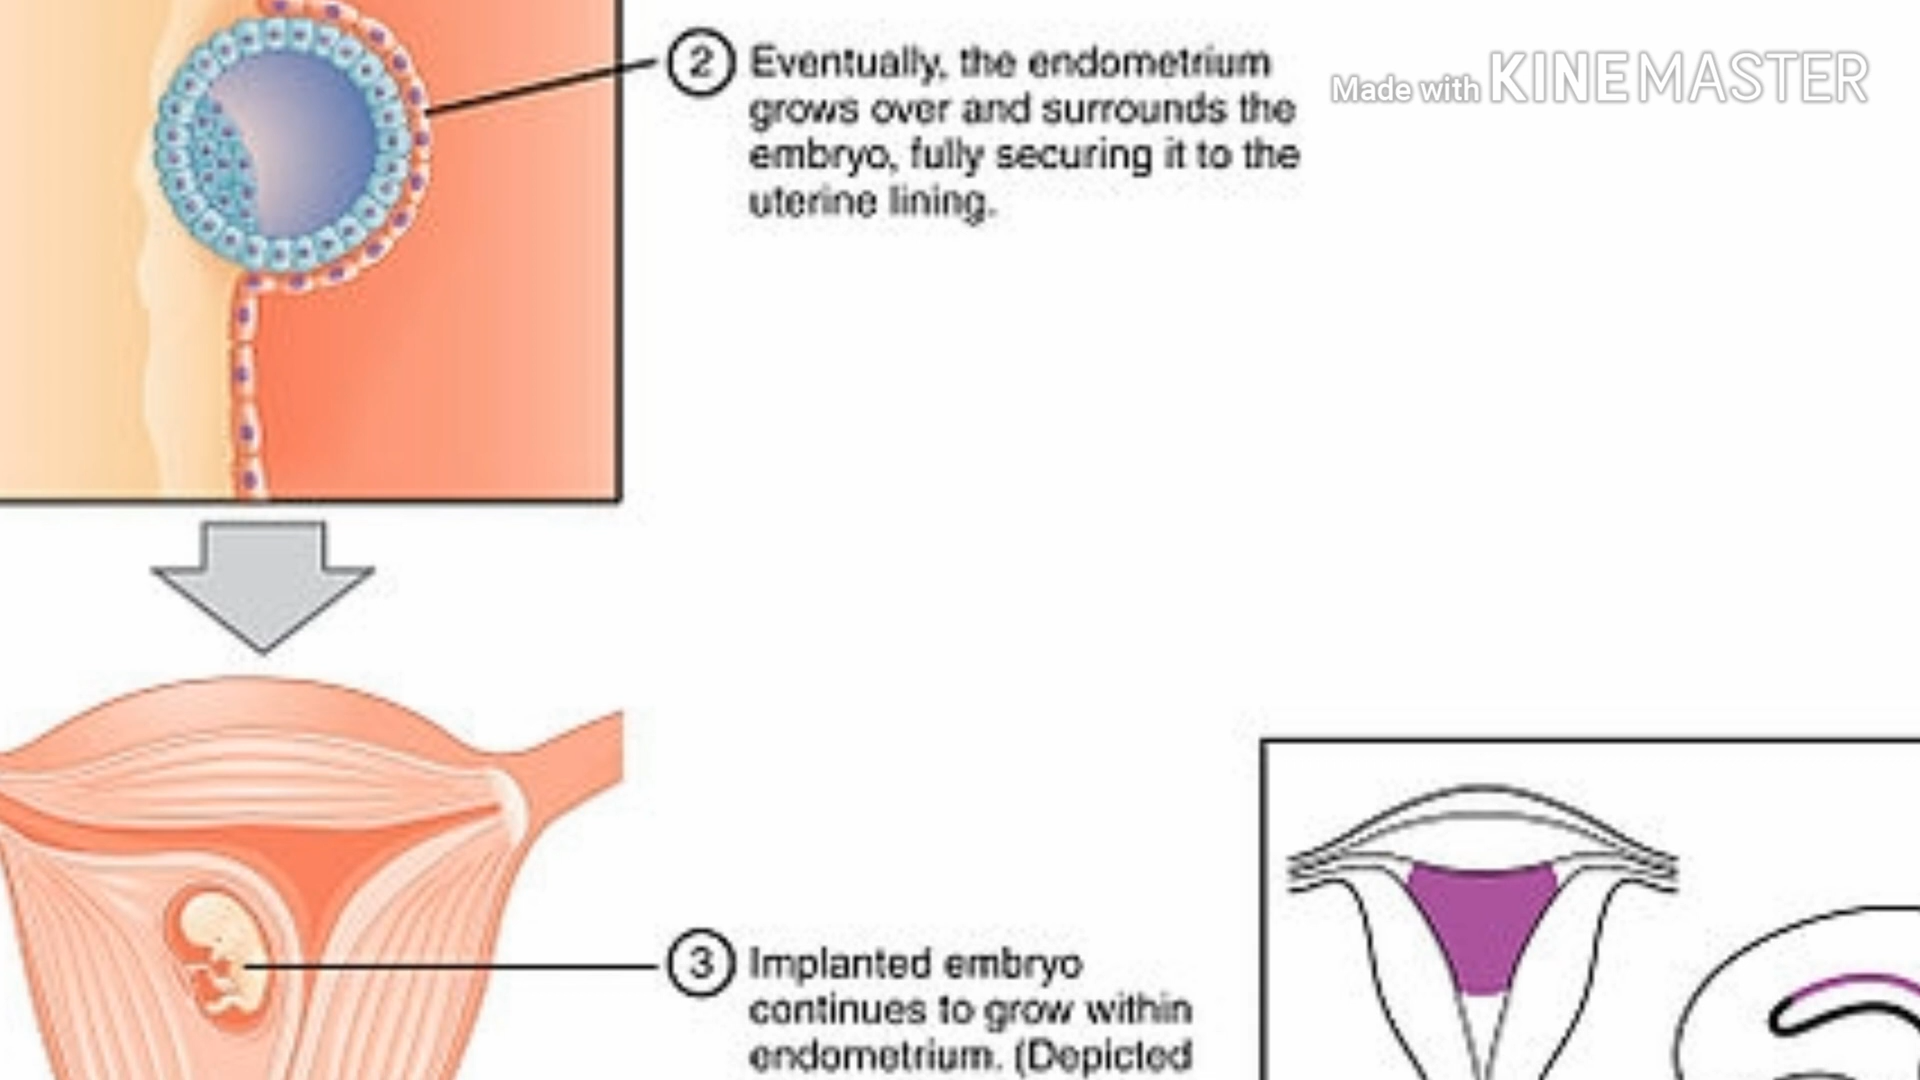 2 Eventually, the endometrium
grows over and surrounds the
embryo, fully securing it to the
uterine lining.
Made with KINEMASTER
3 Implanted embryo
continues to grow within
endometrium. (Depicted